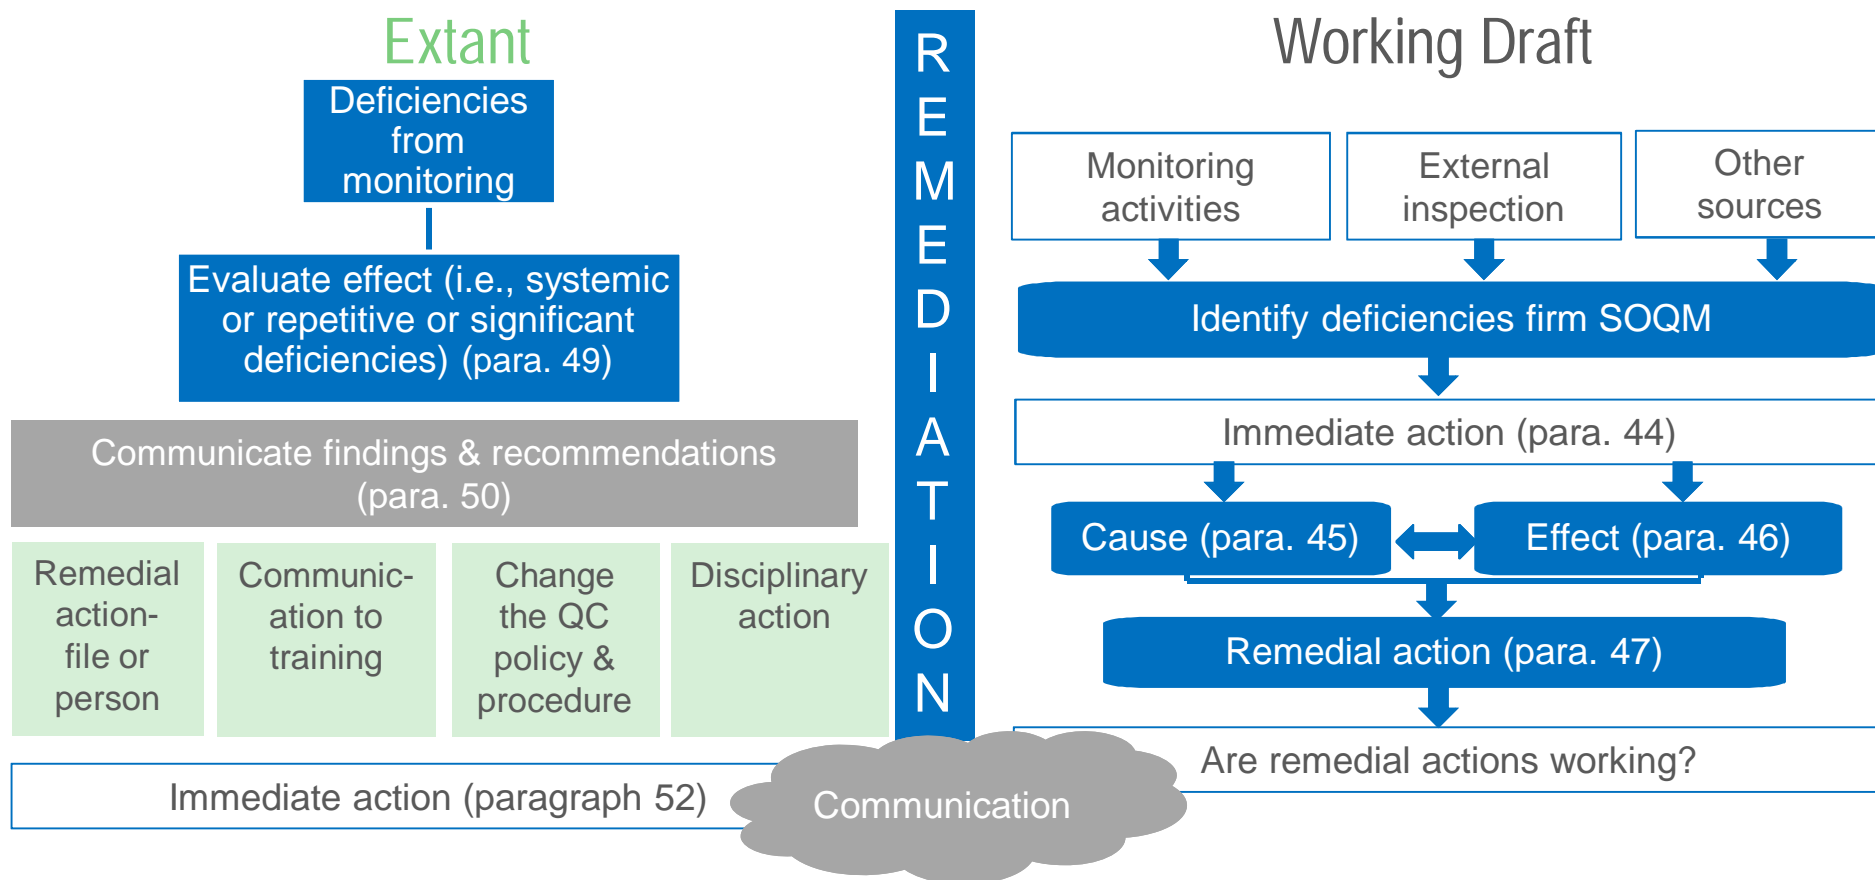 Extant
Deficiencies
from
monitoring
Evaluate effect (i.e., systemic
or repetitive or significant
deficiencies) (para. 49)
Communicate findings & recommendations
(para. 50)
Remedial
action-
file or
person
Communic-
ation to
training
Change
the QC
policy &
procedure
Disciplinary
action
Immediate action (paragraph 52)
R
E
M
E
D
I
A
T
I
O
N
Communication
Working Draft
Monitoring
activities
External
inspection
Other
sources
Identify deficiencies firm SOQM
Immediate action (para. 44)
Cause (para. 45)
Effect (para. 46)
Remedial action (para. 47)
Are remedial actions working?